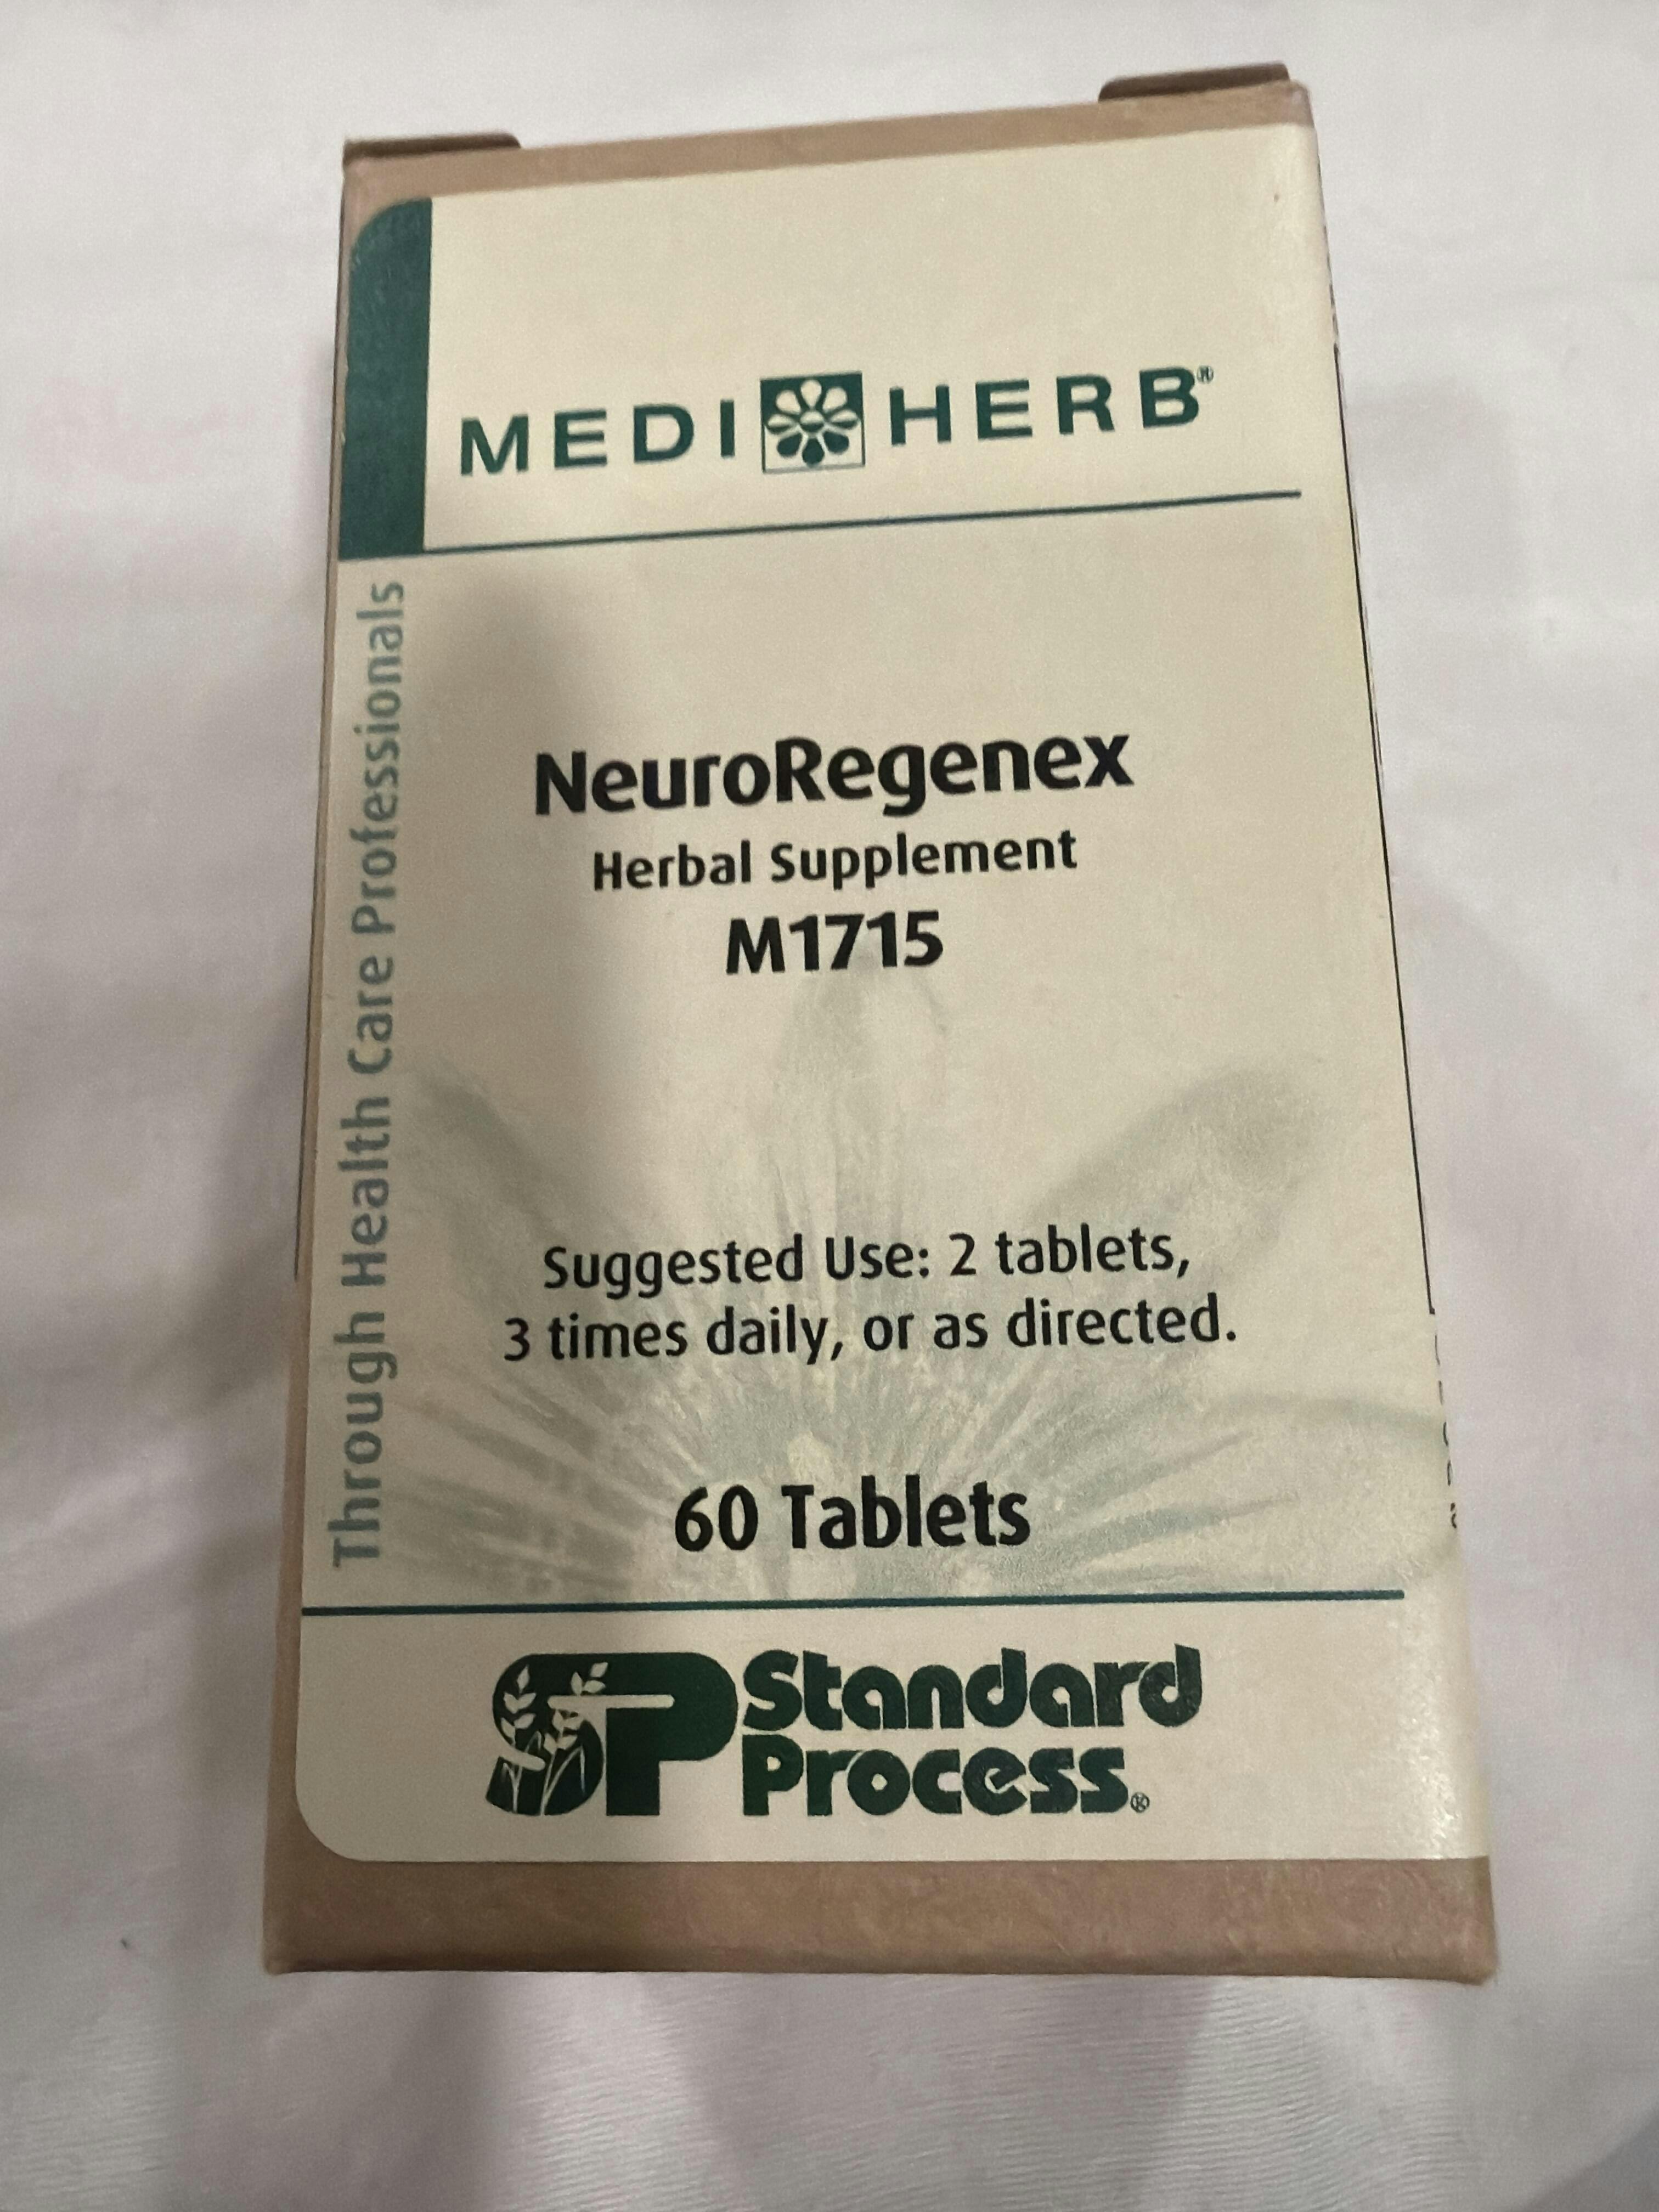 MEDI HERB®
Through Health Care Professionals
NeuroRegenex
Herbal Supplement
M1715
Suggested Use: 2 tablets,
3 times daily, or as directed.
60 Tablets
SP Standard
Process®